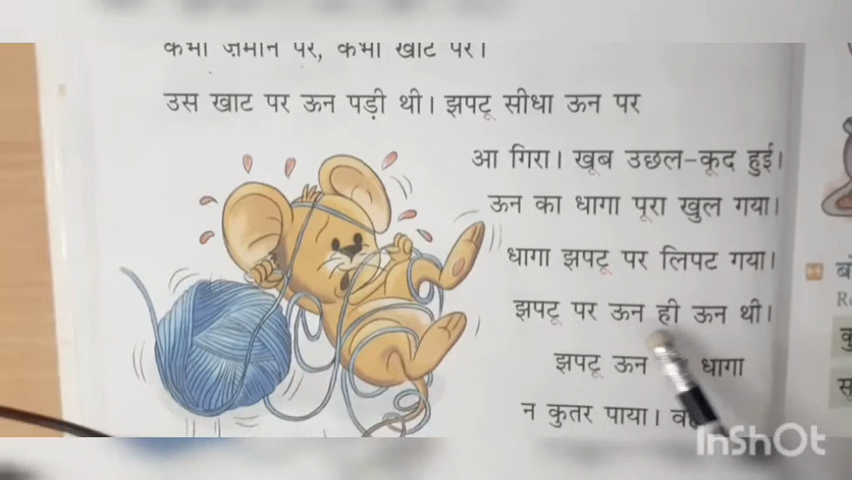 कभी ज़मीन पर, कभी खाट पर।
उस खाट पर ऊन पड़ी थी। झपटू सीधा ऊन पर
आ गिरा। खूब उछल-कूद हुई।
ऊन का धागा पूरा खुल गया।
धागा झपटू पर लिपट गया।
झपटू पर ऊन ही ऊन थी।
झपटू ऊन धागा
न कुतर पाया।
InShOt